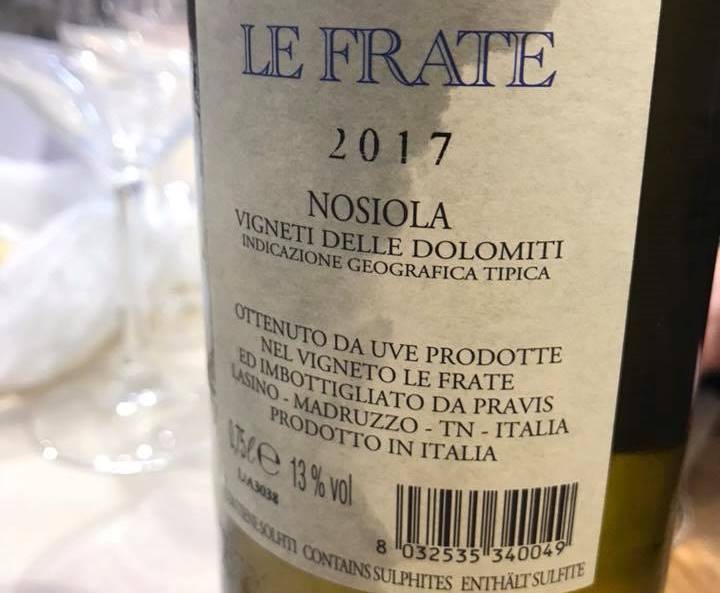 LE FRATE
2017
NOSIOLA
VIGNETI DELLE DOLOMITI
INDICAZIONE GEOGRAFICA TIPICA
OTTENUTO DA UVE PRODOTTE
NEL VIGNETO LE FRATE
ED IMBOTTIGLIATO DA PRAVIS
LASINO - MADRUZZO - TN - ITALIA
PRODOTTO IN ITALIA
0,75ℓ e 13 % vol
8 032535 340049
SOLFITI CONTAINS SULPHITES ENTHÄLT SULFITE